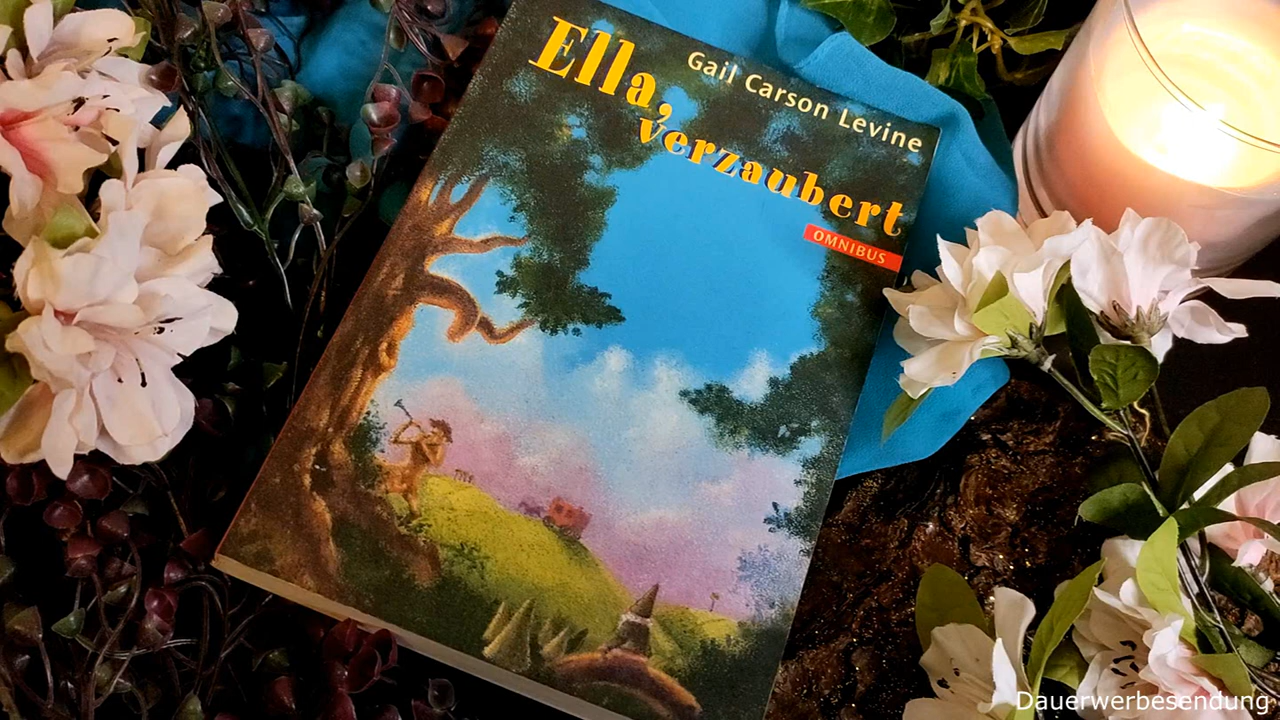 Gail Carson Levine
Ella,
verzaubert
OMNIBUS
Dauerwerbesendung